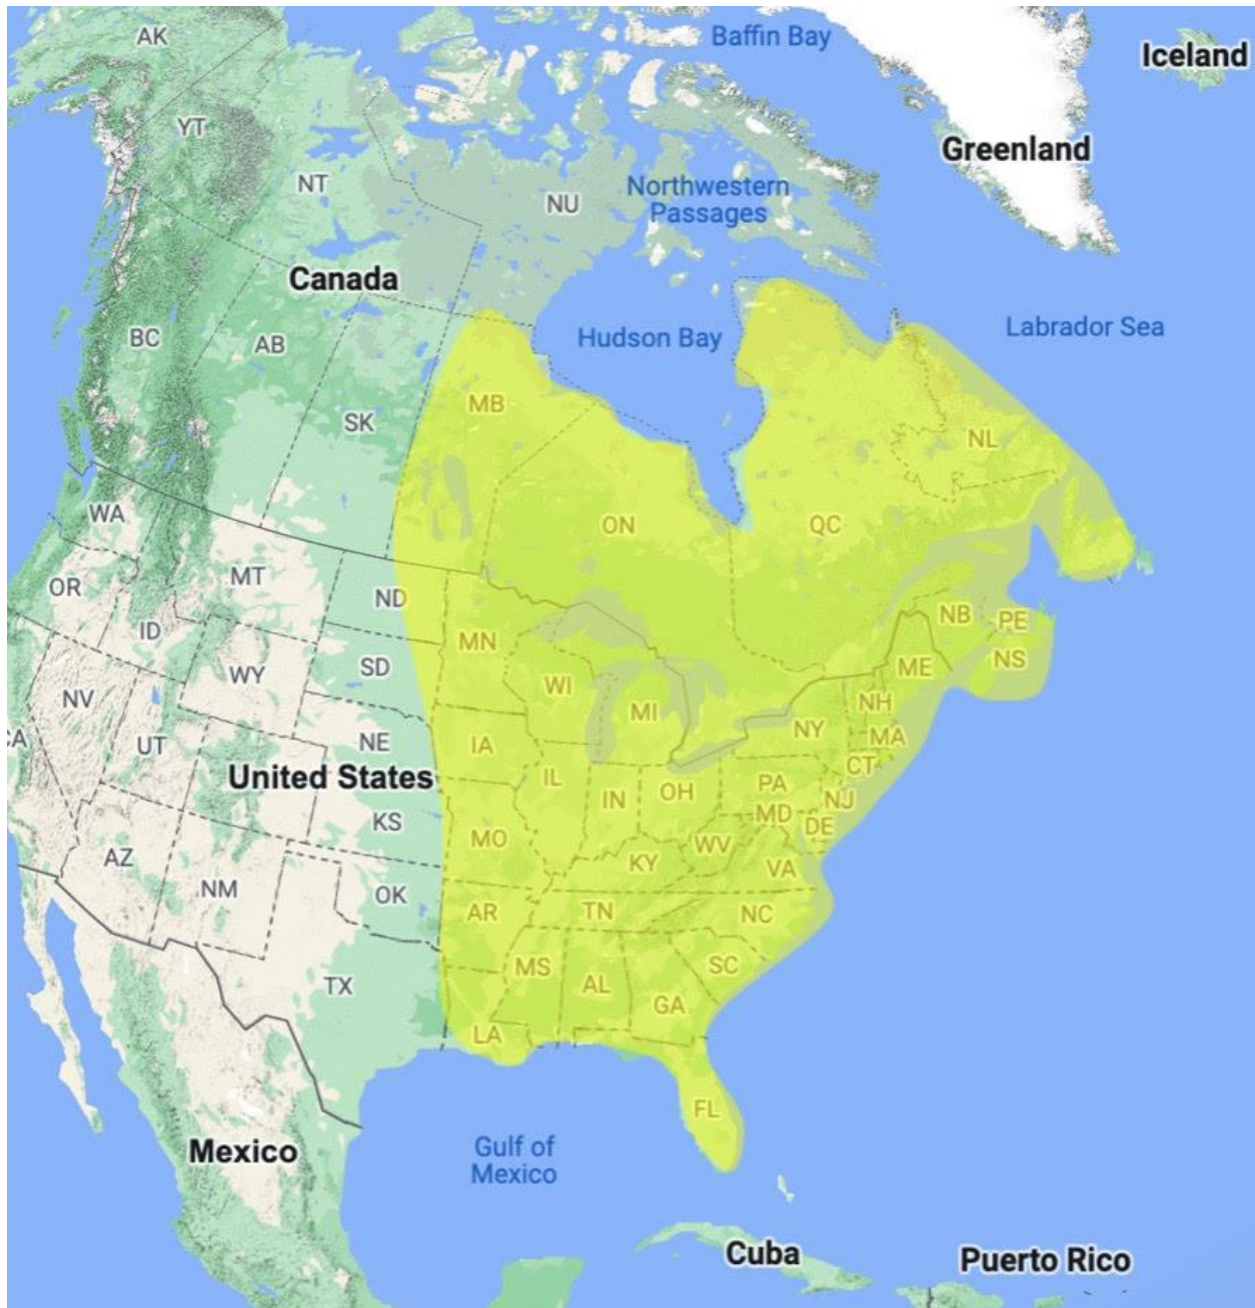 AK
Baffin Bay
Iceland
YT
Greenland
NT
Northwestern
Passages
NU
Canada
Labrador Sea
Hudson Bay
BC
AB
MB
SK
NL
WA
ON
QC
MT
OR
ND
NB
PE
ID
MN
NS
SD
ME
WY
WI
NV
NH
MI
NY
CA
UT
NE
IA
MA
United States
IL
CT
PA
OH
IN
NJ
KS
MD
DE
MO
WV
AZ
KY
VA
NM
OK
AR
TN
NC
MS
SC
TX
AL
GA
LA
FL
Gulf of
Mexico
Mexico
Cuba
Puerto Rico